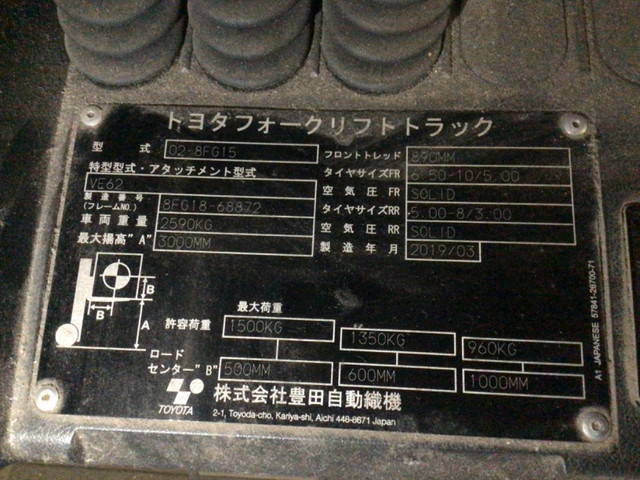 トヨタフォークリフトトラック
型式 02-8FG15 フロントトレッド 890MM
特型型式・アタッチメント型式 タイヤサイズFR 6.50-10/5.00
VE62 空気圧FR SOLID
製造番号 (フレームNO.) 8FG18-68872 タイヤサイズRR 5.00-8/3.00
車両重量 2590KG 空気圧RR SOLID
最大揚高"A" 3000MM 製造年月 2019/03
B
B
A
最大荷重
許容荷重 1500KG 1350KG 960KG
ロード
センター"B" 500MM 600MM 1000MM
TOYOTA 株式会社豊田自動織機
2-1, Toyoda-cho, Kariya-shi, Aichi 448-8671 Japan
A1 JAPANESE 57841-26700-71